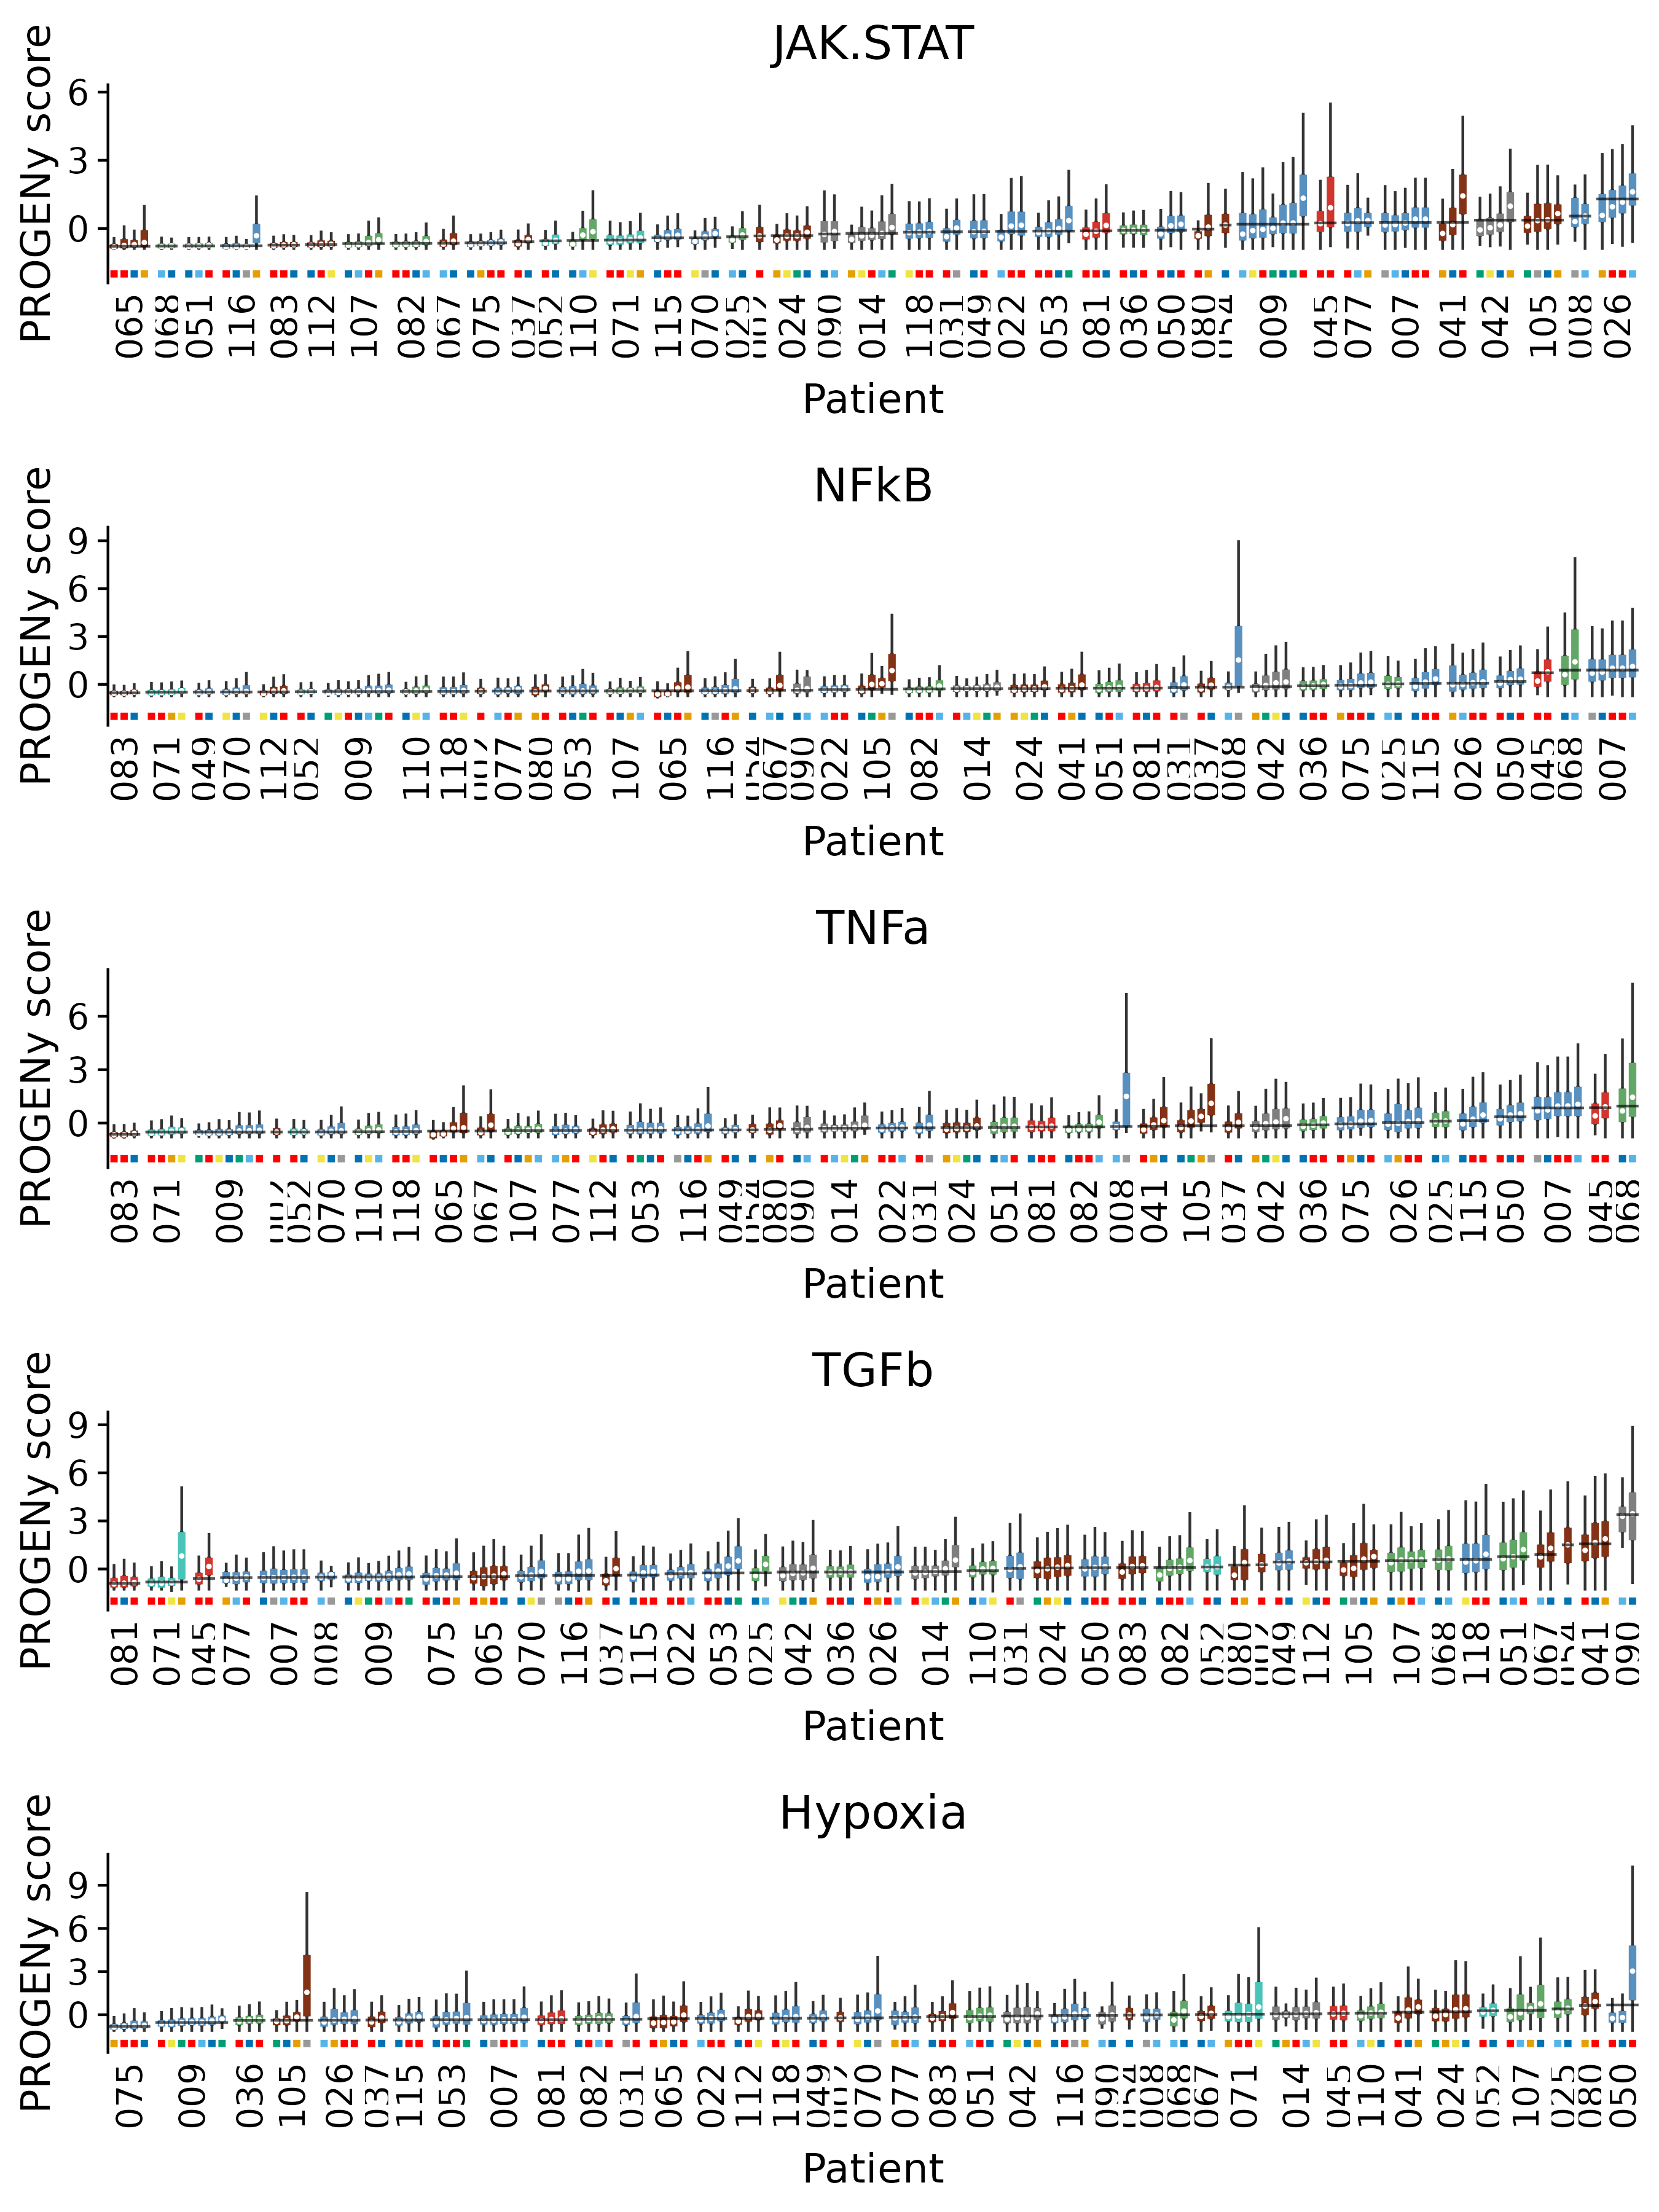 JAK.STAT
PROGENy score
6
3
0
065 068 051 116 083 112 107 082 067 075 037 052 110 071 115 070 025 024 090 014 118 031 049 022 053 081 036 050 080 054 009 045 077 007 041 042 105 008 026
Patient
NFkB
PROGENy score
9
6
3
0
083 071 049 070 112 052 009 110 118 077 080 053 107 065 116 054 067 090 022 105 082 014 024 041 051 081 031 037 008 042 036 075 025 115 026 050 045 068 007
Patient
TNFa
PROGENy score
6
3
0
083 071 009 052 070 110 118 065 067 107 077 112 053 116 049 054 080 090 014 022 031 024 051 081 082 008 041 105 037 042 036 075 026 025 115 050 007 045 068
Patient
TGFb
PROGENy score
9
6
3
0
081 071 045 077 007 008 009 075 065 070 116 037 115 022 053 025 042 036 026 014 110 031 024 050 083 082 052 080 049 112 105 107 068 118 051 067 054 041 090
Patient
Hypoxia
PROGENy score
9
6
3
0
075 009 036 105 026 037 115 053 007 081 082 031 065 022 112 118 049 070 077 083 051 042 116 090 054 008 068 067 071 014 045 110 041 024 052 107 025 080 050
Patient